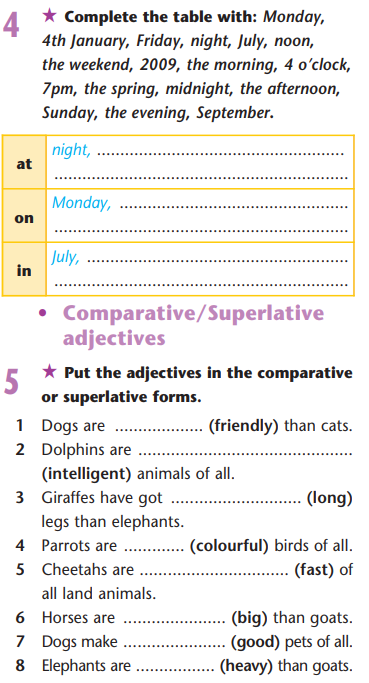 4 ★ Complete the table with: Monday,
4th January, Friday, night, July, noon,
the weekend, 2009, the morning, 4 o'clock,
7pm, the spring, midnight, the afternoon,
Sunday, the evening, September.
at night, ........................................................
.................................................................
on Monday, ..................................................
.................................................................
in July, .........................................................
.................................................................
• Comparative/Superlative
adjectives
5 ★ Put the adjectives in the comparative
or superlative forms.
1 Dogs are ................... (friendly) than cats.
2 Dolphins are ...............................................
(intelligent) animals of all.
3 Giraffes have got ............................ (long)
legs than elephants.
4 Parrots are ............. (colourful) birds of all.
5 Cheetahs are ................................ (fast) of
all land animals.
6 Horses are ...................... (big) than goats.
7 Dogs make ...................... (good) pets of all.
8 Elephants are ................. (heavy) than goats.